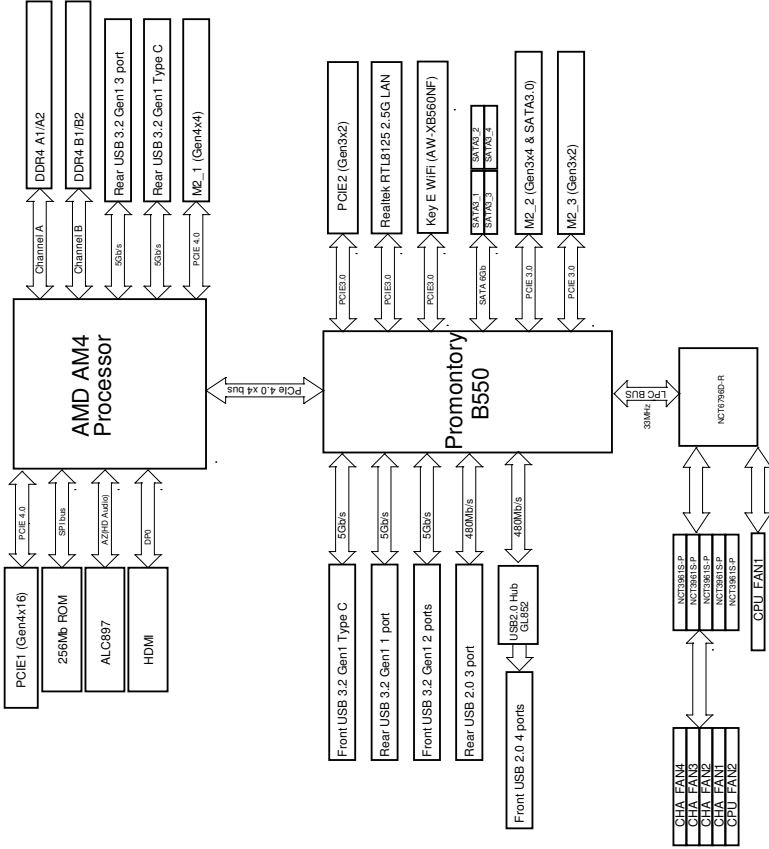 DDR4 A1/A2
DDR4 B1/B2
Rear USB 3.2 Gen1 3 port
Rear USB 3.2 Gen1 Type C
M2_1 (Gen4x4)
Channel A
Channel B
5Gb/s
5Gb/s
PCIE 4.0
AMD AM4
Processor
PCIE 4.0
SPI bus
AZ(HD Audio)
DP0
PCIE1 (Gen4x16)
256Mb ROM
ALC897
HDMI
PCIe 4.0 x4 bus
PCIE2 (Gen3x2)
Realtek RTL8125 2.5G LAN
Key E WiFi (AW-XB560NF)
SATA3_1
SATA3_2
SATA3_3
SATA3_4
M2_2 (Gen3x4 & SATA3.0)
M2_3 (Gen3x2)
PCIE3.0
PCIE3.0
PCIE3.0
SATA 6Gb
PCIE 3.0
PCIE 3.0
Promontory
B550
5Gb/s
5Gb/s
5Gb/s
480Mb/s
480Mb/s
Front USB 3.2 Gen1 Type C
Rear USB 3.2 Gen1 1 port
Front USB 3.2 Gen1 2 ports
Rear USB 2.0 3 port
USB2.0 Hub
GL852
Front USB 2.0 4 ports
LPC BUS
33MHz
NCT6796D-R
NCT3961S-P
NCT3961S-P
NCT3961S-P
NCT3961S-P
NCT3961S-P
CPU_FAN1
CHA_FAN4
CHA_FAN3
CHA_FAN2
CHA_FAN1
CPU_FAN2